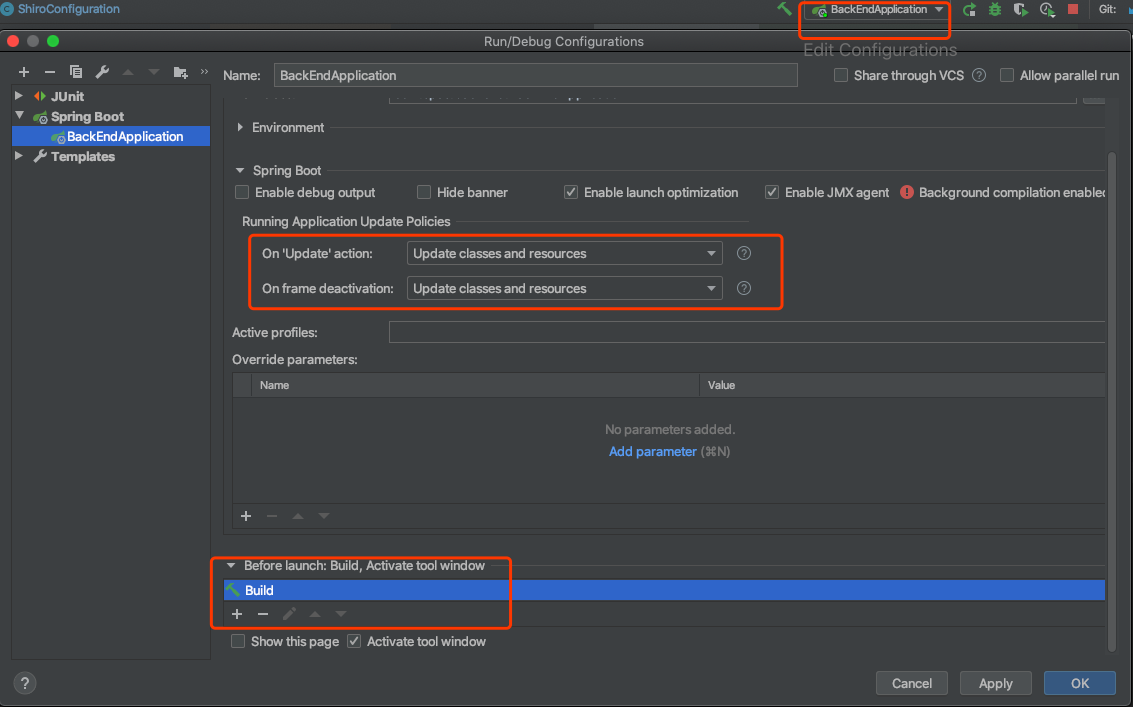 ShiroConfiguration
BackEndApplication
Git:
Run/Debug Configurations
Edit Configurations
Name:
BackEndApplication
Share through VCS
Allow parallel run
JUnit
Spring Boot
BackEndApplication
Templates
Environment
Spring Boot
Enable debug output
Hide banner
Enable launch optimization
Enable JMX agent
Background compilation enabled
Running Application Update Policies
On 'Update' action:
Update classes and resources
On frame deactivation:
Update classes and resources
Active profiles:
Override parameters:
Name
Value
No parameters added.
Add parameter (⌘N)
Before launch: Build, Activate tool window
Build
Show this page
Activate tool window
Cancel
Apply
OK